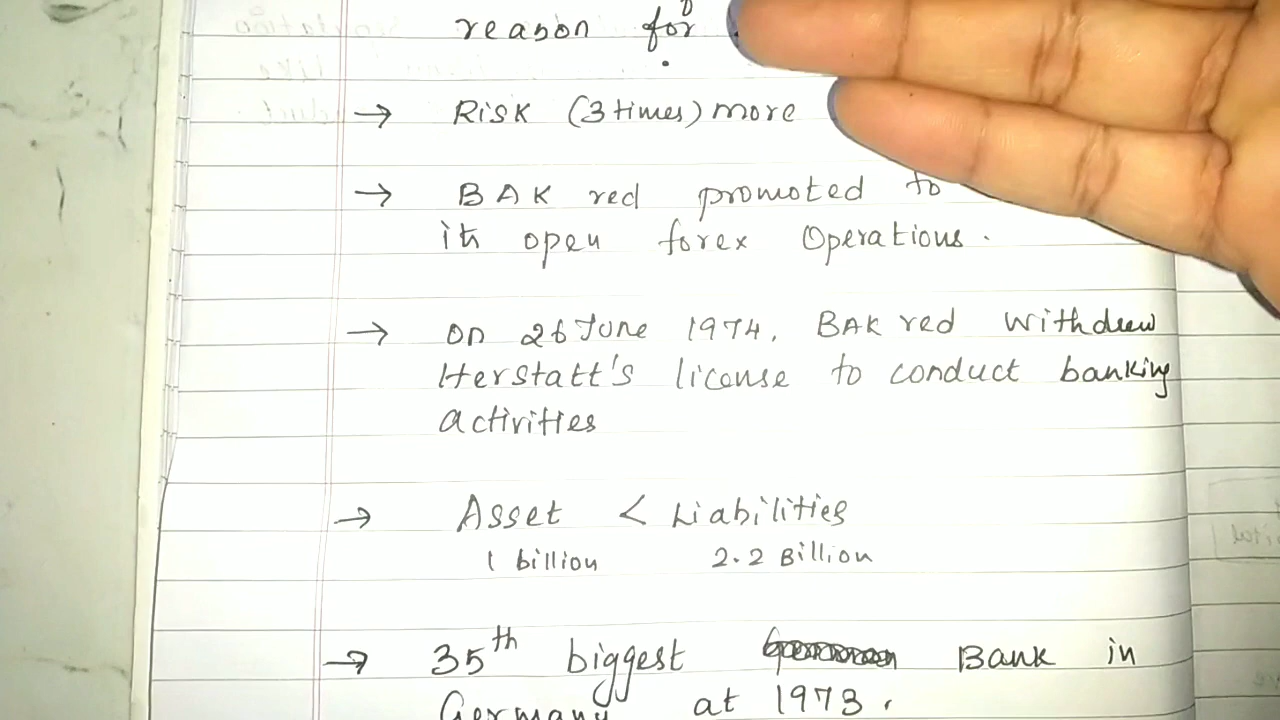 reason for
→ Risk (3 times) more
→ BAK red promoted to
it open forex Operations.
→ on 26 June 1974, BAK red withdrew
Herstatt's license to conduct banking
activities
→ Asset < Liabilities
1 billion 2.2 Billion
→ 35th biggest Bank in
Germany at 1973.